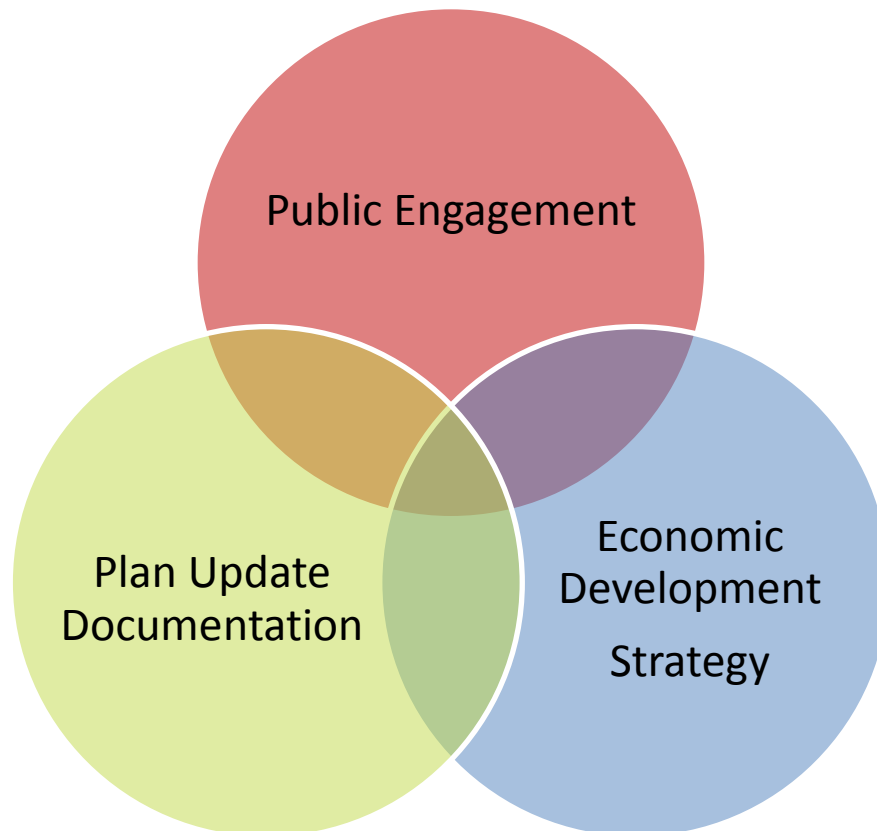 Public Engagement
Plan Update
Documentation
Economic
Development
Strategy